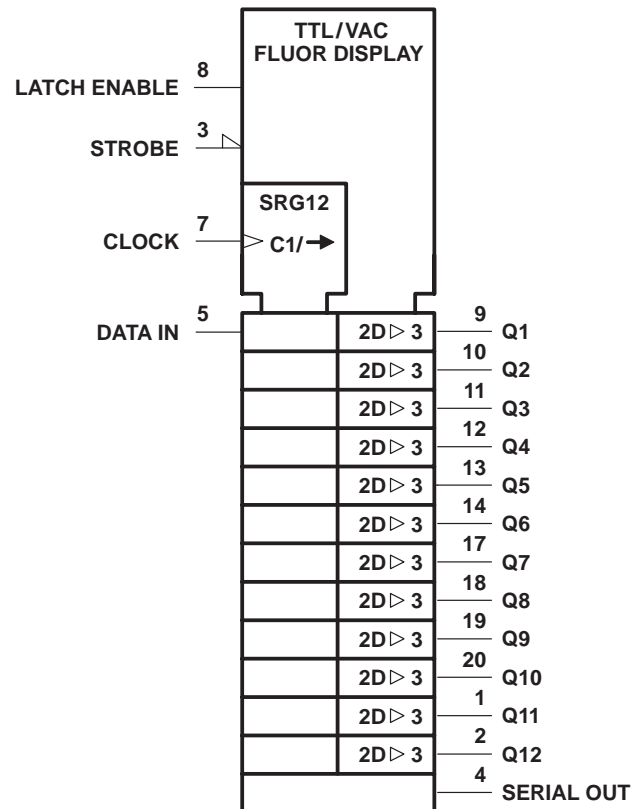 TTL/VAC
FLUOR DISPLAY
8
LATCH ENABLE
3
STROBE
SRG12
7
CLOCK
C1/
5
DATA IN
2D 3
9
Q1
2D 3
10
Q2
2D 3
11
Q3
2D 3
12
Q4
2D 3
13
Q5
2D 3
14
Q6
2D 3
17
Q7
2D 3
18
Q8
2D 3
19
Q9
2D 3
20
Q10
2D 3
1
Q11
2D 3
2
Q12
4
SERIAL OUT